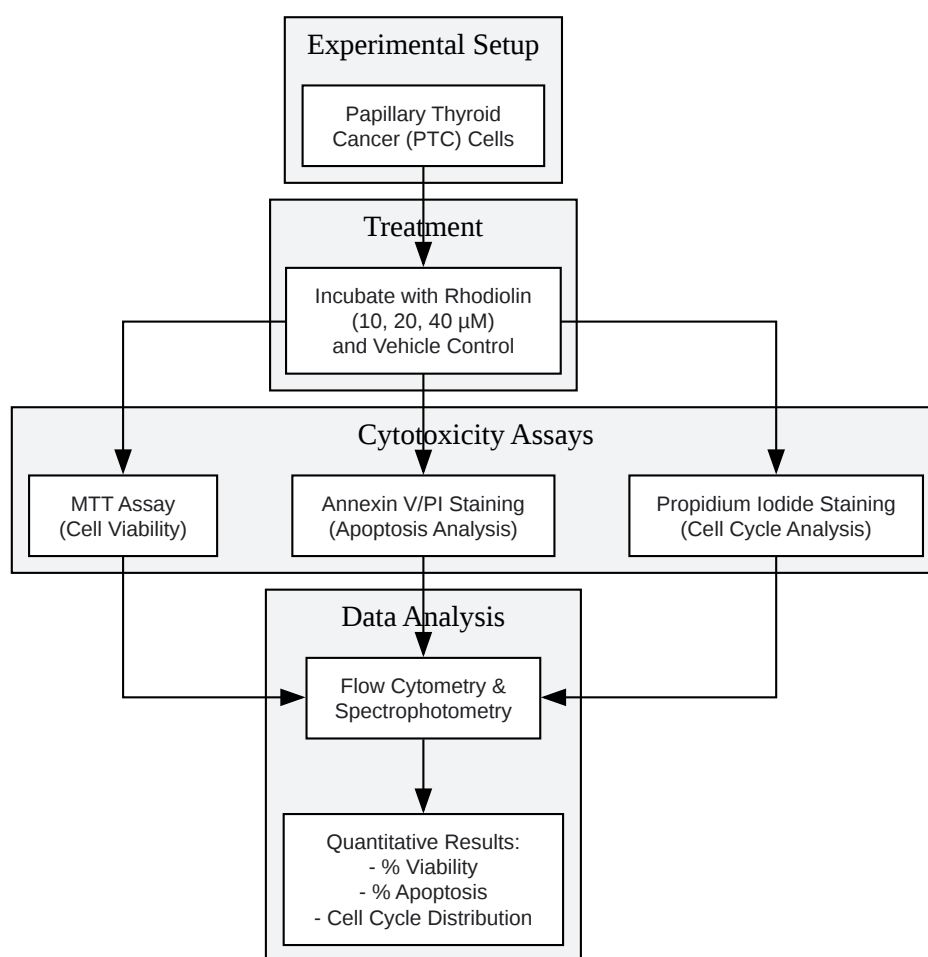 Experimental Setup
Papillary Thyroid
Cancer (PTC) Cells
Treatment
Incubate with Rhodiolin
(10, 20, 40 µM)
and Vehicle Control
Cytotoxicity Assays
MTT Assay
(Cell Viability)
Annexin V/PI Staining
(Apoptosis Analysis)
Propidium Iodide Staining
(Cell Cycle Analysis)
Data Analysis
Flow Cytometry &
Spectrophotometry
Quantitative Results:
- % Viability
- % Apoptosis
- Cell Cycle Distribution